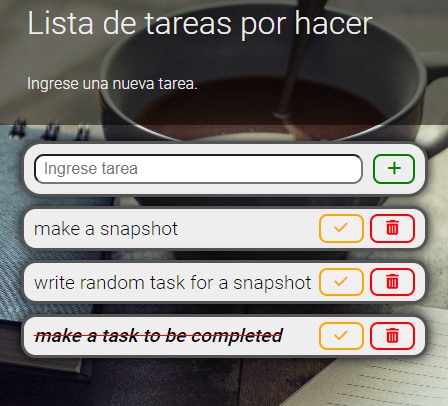 Lista de tareas por hacer
Ingrese una nueva tarea.
Ingrese tarea
make a snapshot
write random task for a snapshot
make a task to be completed